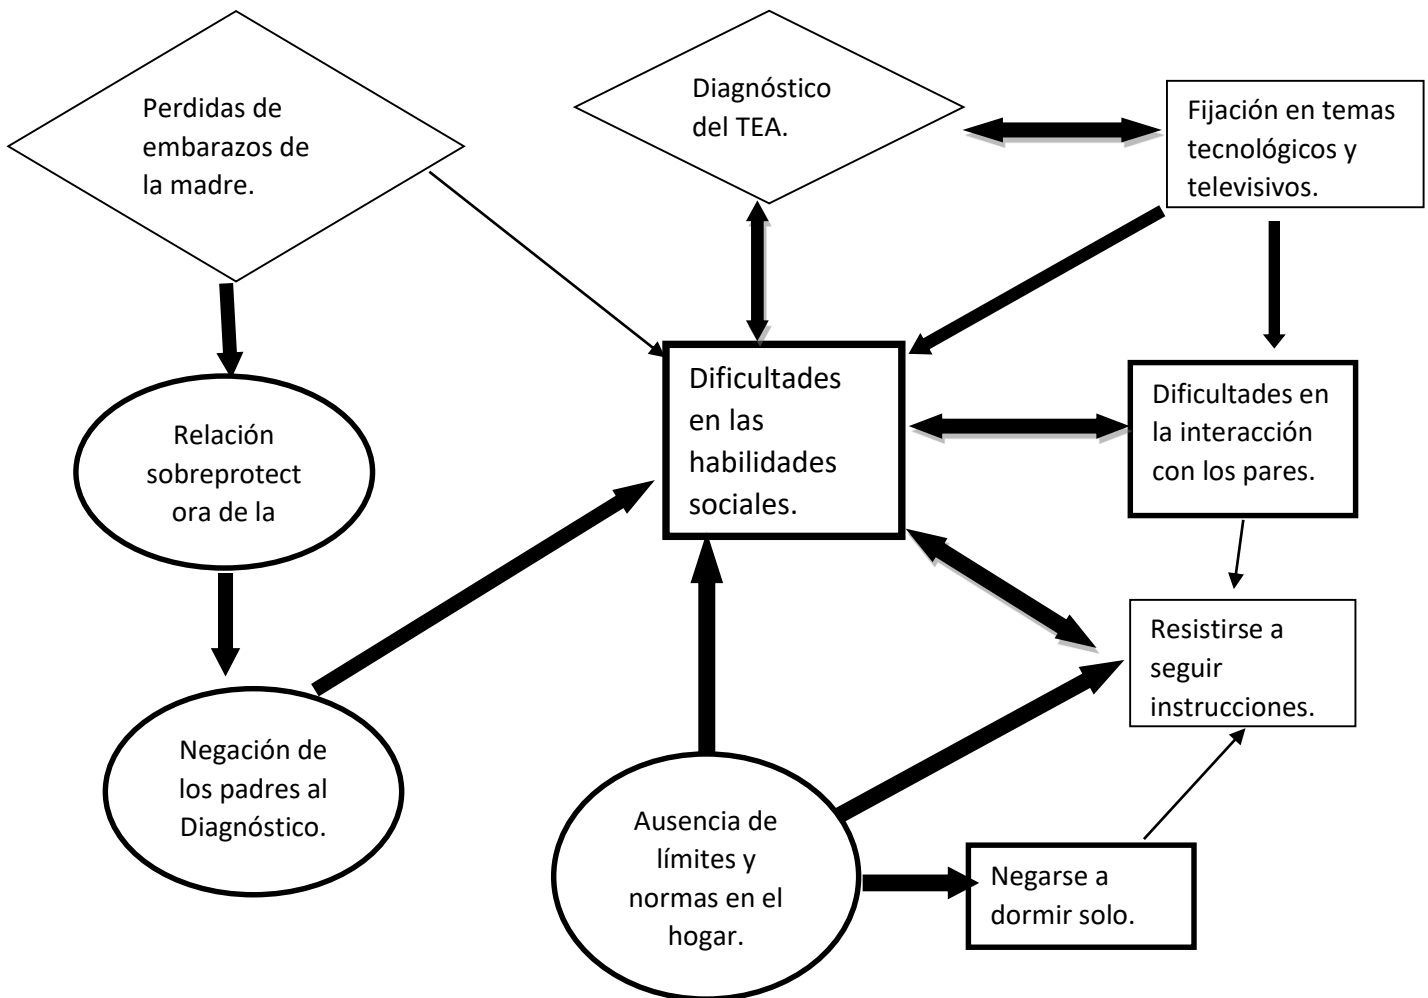 Perdidas de
embarazos de
la madre.
Diagnóstico
del TEA.
Fijación en temas
tecnológicos y
televisivos.
Relación
sobreprotect
ora de la
Dificultades
en las
habilidades
sociales.
Dificultades en
la interacción
con los pares.
Resistirse a
seguir
instrucciones.
Negación de
los padres al
Diagnóstico.
Ausencia de
límites y
normas en el
hogar.
Negarse a
dormir solo.